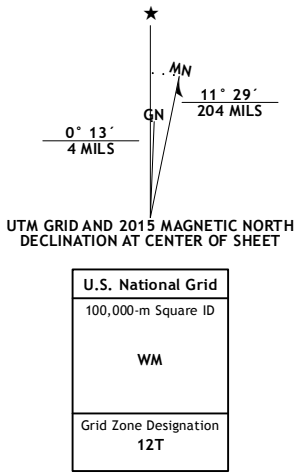 MN
11° 29´
204 MILS
GN
0° 13´
4 MILS
UTM GRID AND 2015 MAGNETIC NORTH
DECLINATION AT CENTER OF SHEET
U.S. National Grid
100,000-m Square ID
WM
Grid Zone Designation
12T